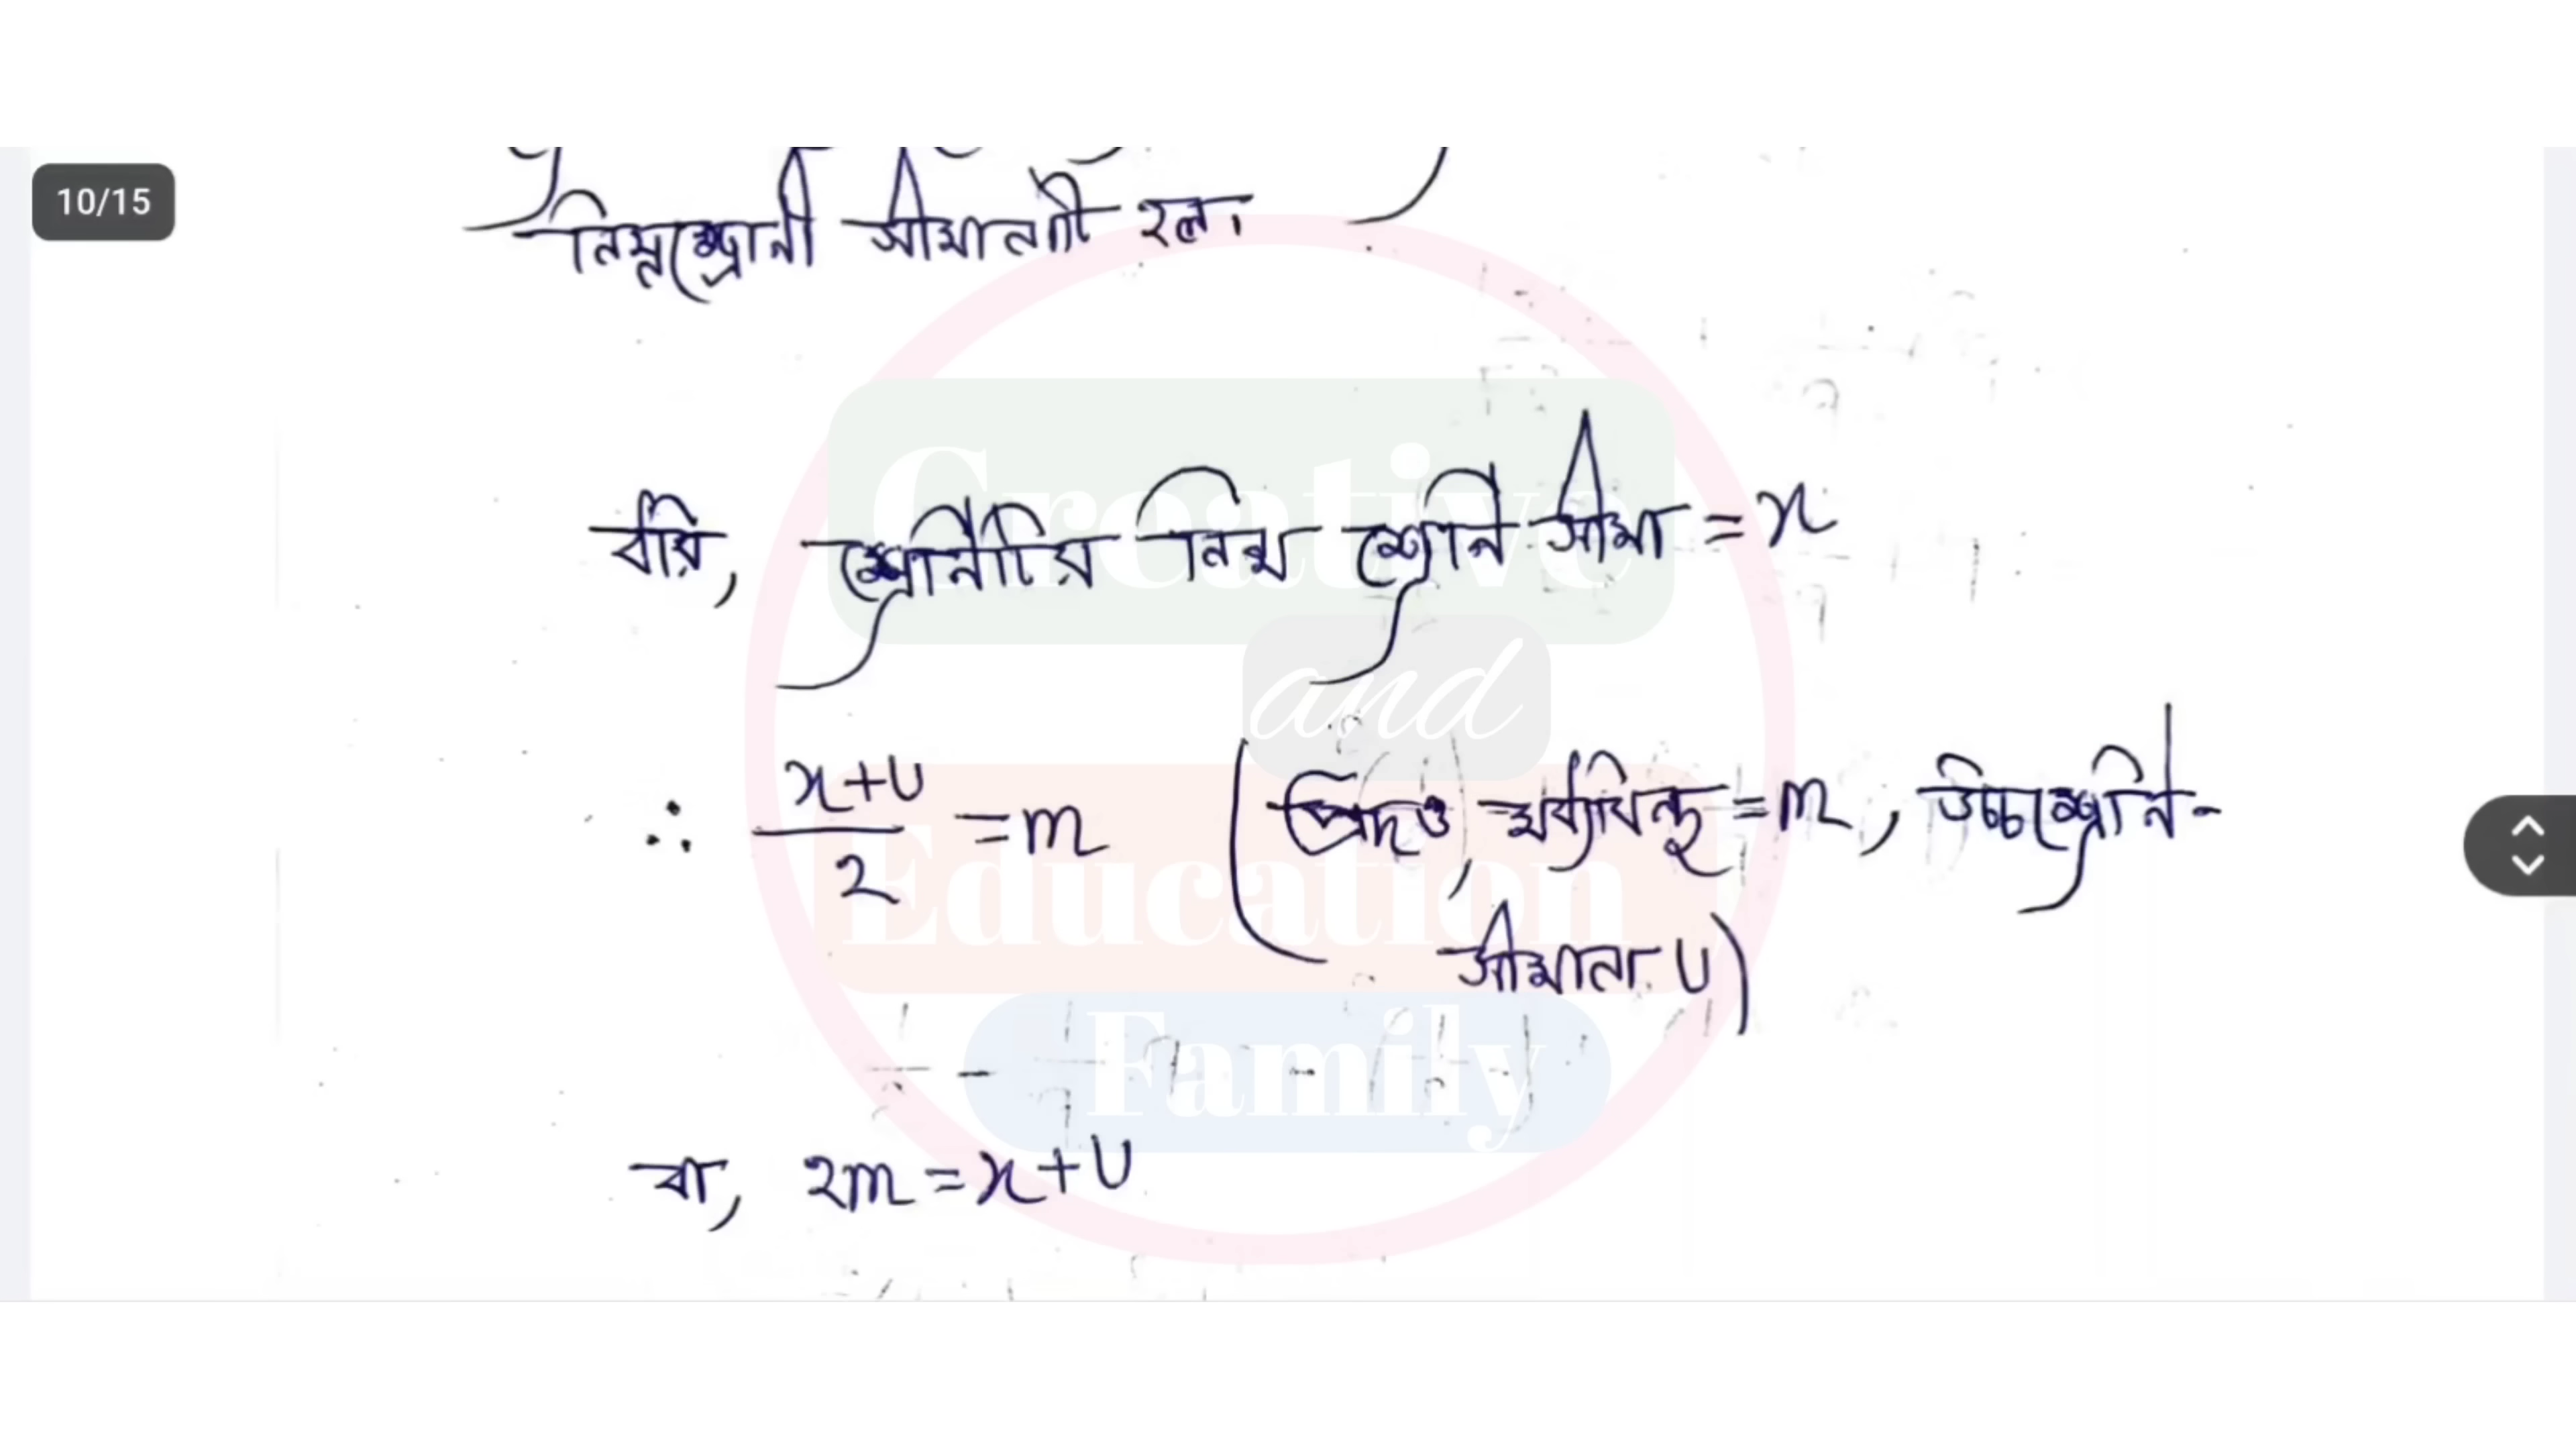 10/15
নিম্নশ্রেনী সীমানাটি হল।
Creative
ধরি, শ্রেনিটির নিম্ন শ্রেনি সীমা = x
and
∴ x+U/2 = m (প্রদত্ত, মধ্যবিন্দু = m, উচ্চশ্রেনি-
সীমানা U)
Education
Family
বা, 2m = x+U